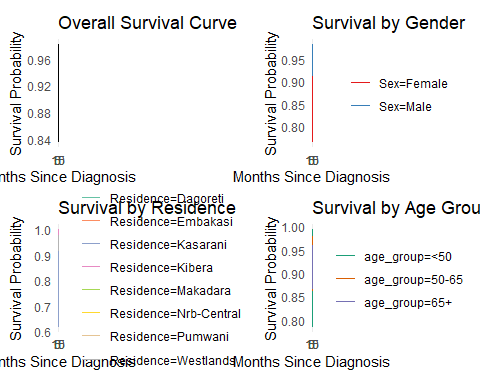 Overall Survival Curve
Survival Probability
0.96
0.92
0.88
0.84
nths Since Diagnosis
Survival by Gender
Survival Probability
0.95
0.90
0.85
0.80
Sex=Female
Sex=Male
Months Since Diagnosis
Survival by Residence
Survival Probability
1.0
0.9
0.8
0.7
0.6
Residence=Dagoreti
Residence=Embakasi
Residence=Kasarani
Residence=Kibera
Residence=Makadara
Residence=Nrb-Central
Residence=Pumwani
Residence=Westlands
nths Since Diagnosis
Survival by Age Grou
Survival Probability
1.00
0.95
0.90
0.85
0.80
age_group=<50
age_group=50-65
age_group=65+
Months Since Diagnosis